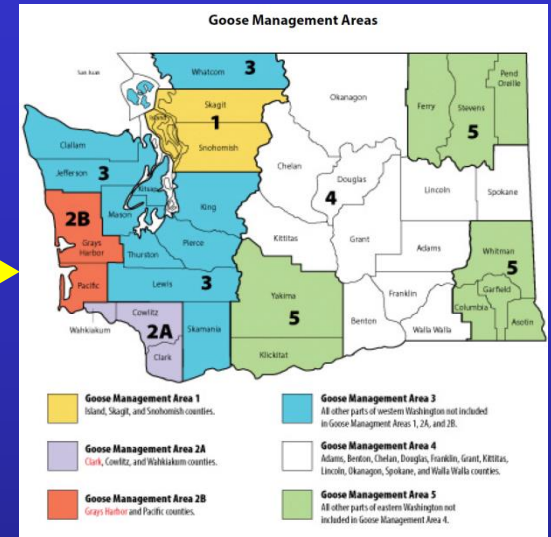 Goose Management Areas
San Juan
Whatcom
3
Skagit
Island
1
Snohomish
Okanagon
Ferry
Stevens
Pend
Oreille
5
Clallam
Jefferson
3
Kitsap
Chelan
Douglas
4
Lincoln
Spokane
2B
Mason
King
Grays
Harbor
Pierce
Thurston
Kittitas
Grant
Adams
Whitman
5
Pacific
Lewis
3
Yakima
5
Franklin
Garfield
Columbia
Asotin
Wahkiakum
Cowlitz
2A
Clark
Skamania
Klickitat
Benton
Walla Walla
Goose Management Area 1
Island, Skagit, and Snohomish counties.
Goose Management Area 2A
Clark, Cowlitz, and Wahkiakum counties.
Goose Management Area 2B
Grays Harbor and Pacific counties.
Goose Management Area 3
All other parts of western Washington not included
in Goose Managment Areas 1, 2A, and 2B.
Goose Management Area 4
Adams, Benton, Chelan, Douglas, Franklin, Grant, Kittitas,
Lincoln, Okanagon, Spokane, and Walla Walla counties.
Goose Management Area 5
All other parts of eastern Washington not
included in Goose Management Area 4.